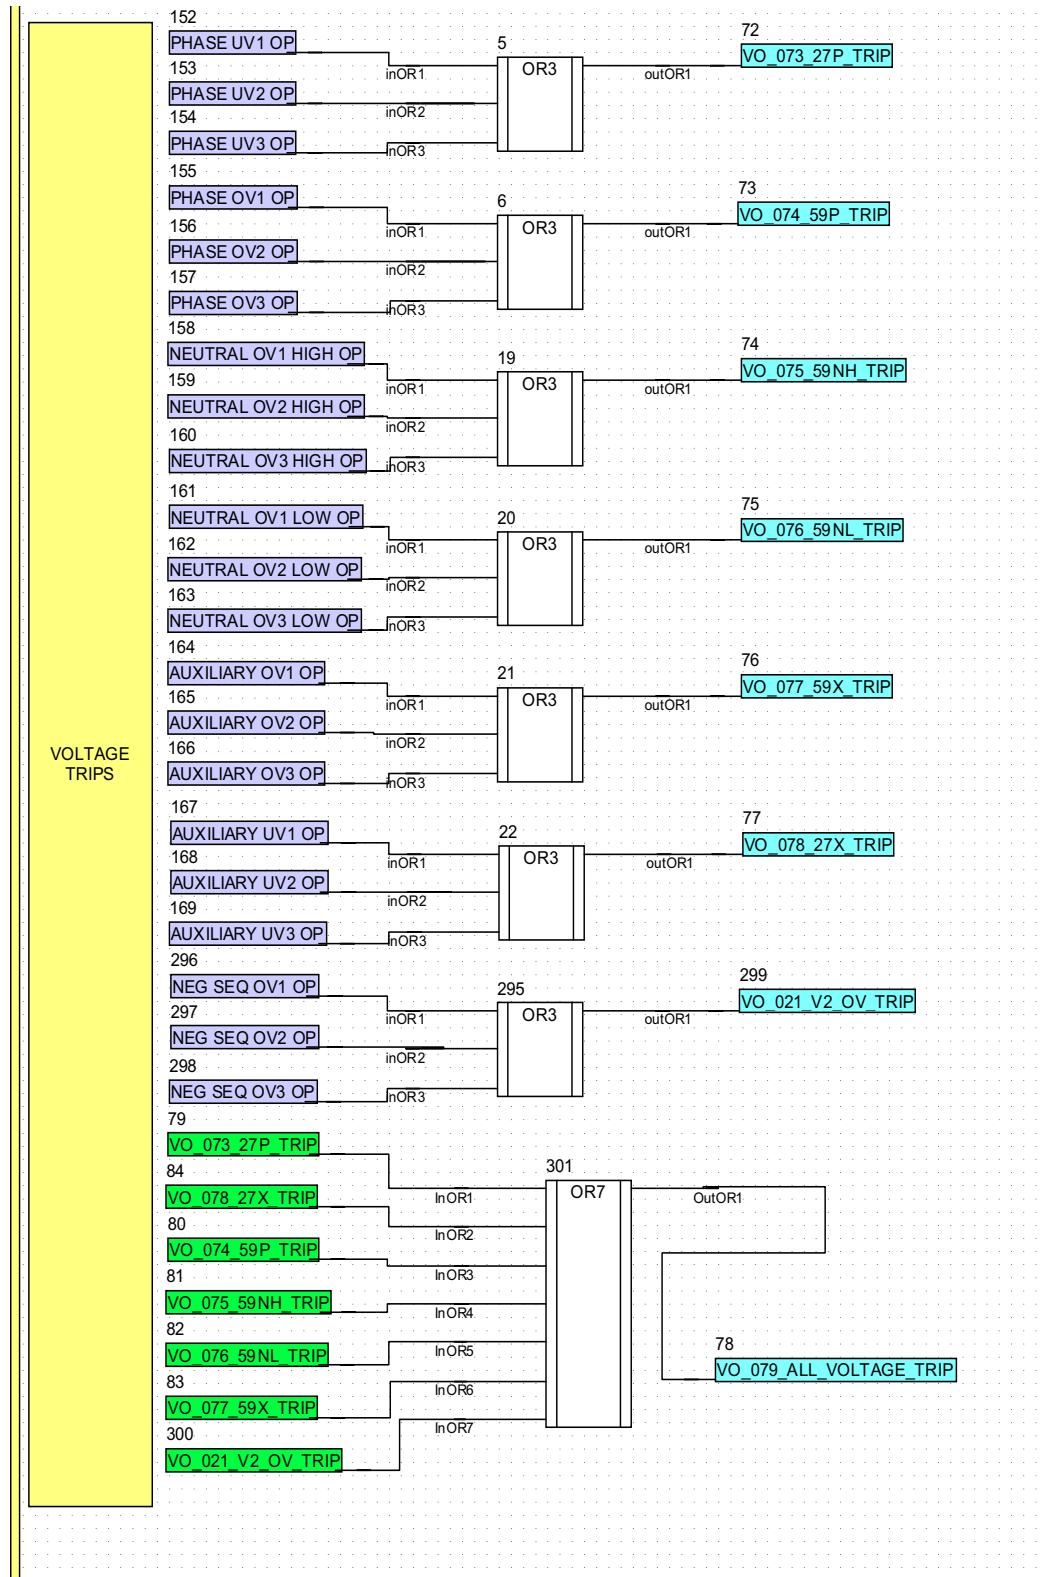 VOLTAGE
TRIPS
152
PHASE UV1 OP
153
PHASE UV2 OP
154
PHASE UV3 OP
inOR1
inOR2
inOR3
5
OR3
outOR1
72
VO_073_27P_TRIP
155
PHASE OV1 OP
156
PHASE OV2 OP
157
PHASE OV3 OP
inOR1
inOR2
inOR3
6
OR3
outOR1
73
VO_074_59P_TRIP
158
NEUTRAL OV1 HIGH OP
159
NEUTRAL OV2 HIGH OP
160
NEUTRAL OV3 HIGH OP
inOR1
inOR2
inOR3
19
OR3
outOR1
74
VO_075_59NH_TRIP
161
NEUTRAL OV1 LOW OP
162
NEUTRAL OV2 LOW OP
163
NEUTRAL OV3 LOW OP
inOR1
inOR2
inOR3
20
OR3
outOR1
75
VO_076_59NL_TRIP
164
AUXILIARY OV1 OP
165
AUXILIARY OV2 OP
166
AUXILIARY OV3 OP
inOR1
inOR2
inOR3
21
OR3
outOR1
76
VO_077_59X_TRIP
167
AUXILIARY UV1 OP
168
AUXILIARY UV2 OP
169
AUXILIARY UV3 OP
inOR1
inOR2
inOR3
22
OR3
outOR1
77
VO_078_27X_TRIP
296
NEG SEQ OV1 OP
297
NEG SEQ OV2 OP
298
NEG SEQ OV3 OP
inOR1
inOR2
inOR3
295
OR3
outOR1
299
VO_021_V2_OV_TRIP
79
VO_073_27P_TRIP
84
VO_078_27X_TRIP
80
VO_074_59P_TRIP
81
VO_075_59NH_TRIP
82
VO_076_59NL_TRIP
83
VO_077_59X_TRIP
300
VO_021_V2_OV_TRIP
InOR1
InOR2
InOR3
InOR4
InOR5
InOR6
InOR7
301
OR7
OutOR1
78
VO_079_ALL_VOLTAGE_TRIP